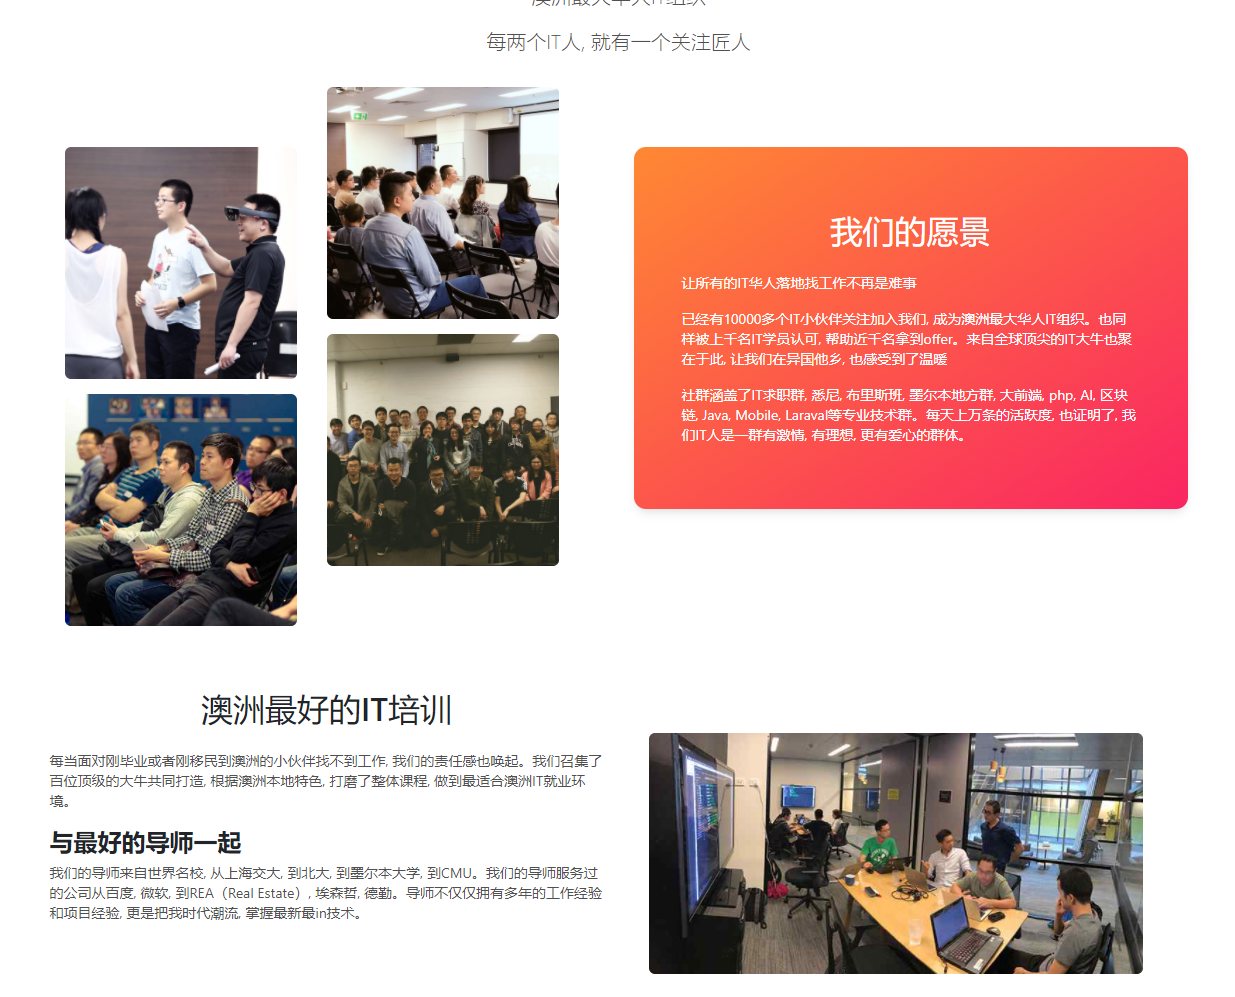 澳洲最大华人IT组织
每两个IT人, 就有一个关注匠人
我们的愿景
让所有的IT华人落地找工作不再是难事
已经有10000多个IT小伙伴关注加入我们, 成为澳洲最大华人IT组织。也同
样被上千名IT学员认可, 帮助近千名拿到offer。来自全球顶尖的IT大牛也聚
在于此, 让我们在异国他乡, 也感受到了温暖
社群涵盖了IT求职群, 悉尼, 布里斯班, 墨尔本地方群, 大前端, php, AI, 区块
链, Java, Mobile, Laraval等专业技术群。每天上万条的活跃度, 也证明了, 我
们IT人是一群有激情, 有理想, 更有爱心的群体。
澳洲最好的IT培训
每当面对刚毕业或者刚移民到澳洲的小伙伴找不到工作, 我们的责任感也唤起。我们召集了
百位顶级的大牛共同打造, 根据澳洲本地特色, 打磨了整体课程, 做到最适合澳洲IT就业环
境。
与最好的导师一起
我们的导师来自世界名校, 从上海交大, 到北大, 到墨尔本大学, 到CMU。我们的导师服务过
的公司从百度, 微软, 到REA（Real Estate）, 埃森哲, 德勤。导师不仅仅拥有多年的工作经验
和项目经验, 更是把我时代潮流, 掌握最新最in技术。